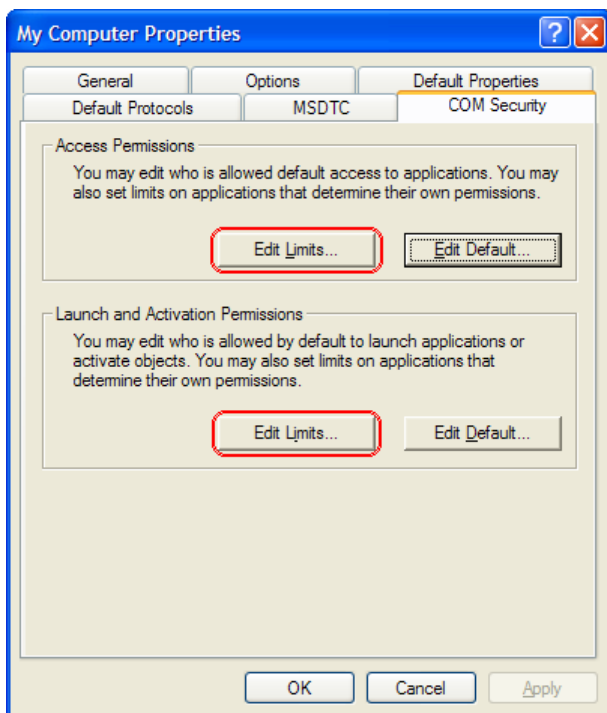 My Computer Properties
General Options Default Properties
Default Protocols MSDTC COM Security
Access Permissions
You may edit who is allowed default access to applications. You may
also set limits on applications that determine their own permissions.
Edit Limits... Edit Default...
Launch and Activation Permissions
You may edit who is allowed by default to launch applications or
activate objects. You may also set limits on applications that
determine their own permissions.
Edit Limits... Edit Default...
OK Cancel Apply